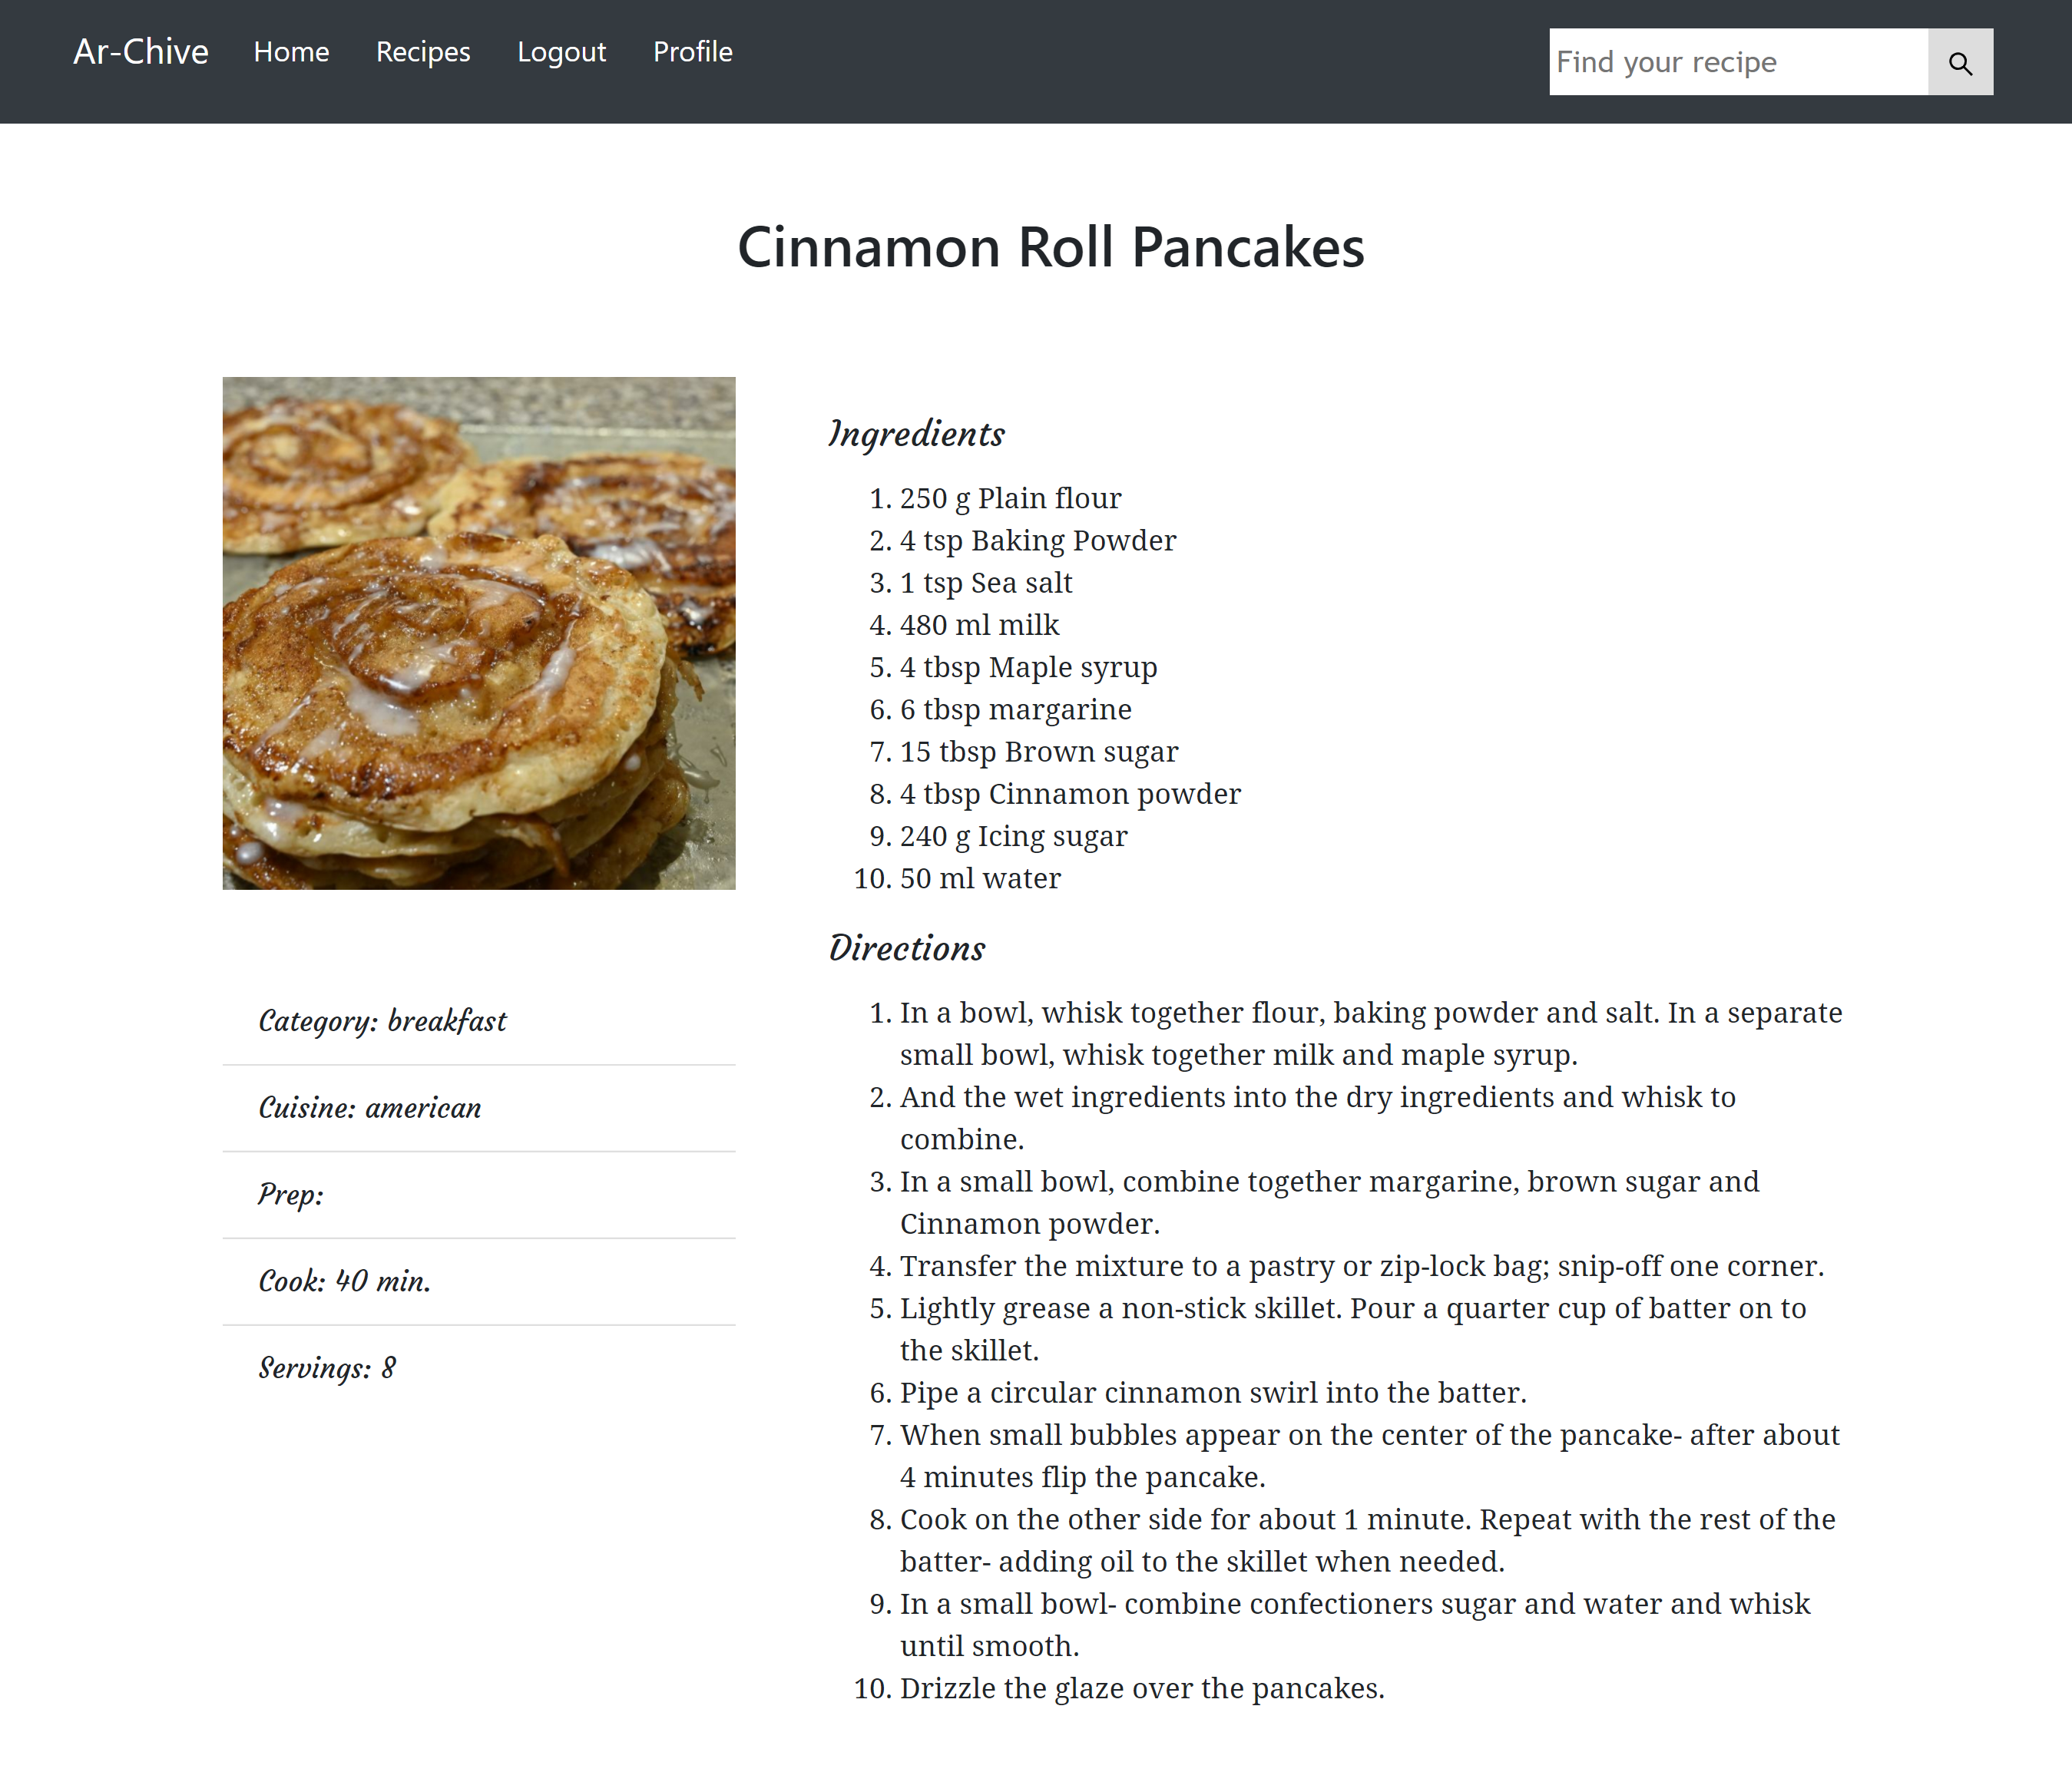 Ar-Chive Home Recipes Logout Profile Find your recipe
Cinnamon Roll Pancakes
Ingredients
1. 250 g Plain flour
2. 4 tsp Baking Powder
3. 1 tsp Sea salt
4. 480 ml milk
5. 4 tbsp Maple syrup
6. 6 tbsp margarine
7. 15 tbsp Brown sugar
8. 4 tbsp Cinnamon powder
9. 240 g Icing sugar
10. 50 ml water
Category: breakfast
Cuisine: american
Prep:
Cook: 40 min.
Servings: 8
Directions
1. In a bowl, whisk together flour, baking powder and salt. In a separate
small bowl, whisk together milk and maple syrup.
2. And the wet ingredients into the dry ingredients and whisk to
combine.
3. In a small bowl, combine together margarine, brown sugar and
Cinnamon powder.
4. Transfer the mixture to a pastry or zip-lock bag; snip-off one corner.
5. Lightly grease a non-stick skillet. Pour a quarter cup of batter on to
the skillet.
6. Pipe a circular cinnamon swirl into the batter.
7. When small bubbles appear on the center of the pancake- after about
4 minutes flip the pancake.
8. Cook on the other side for about 1 minute. Repeat with the rest of the
batter- adding oil to the skillet when needed.
9. In a small bowl- combine confectioners sugar and water and whisk
until smooth.
10. Drizzle the glaze over the pancakes.